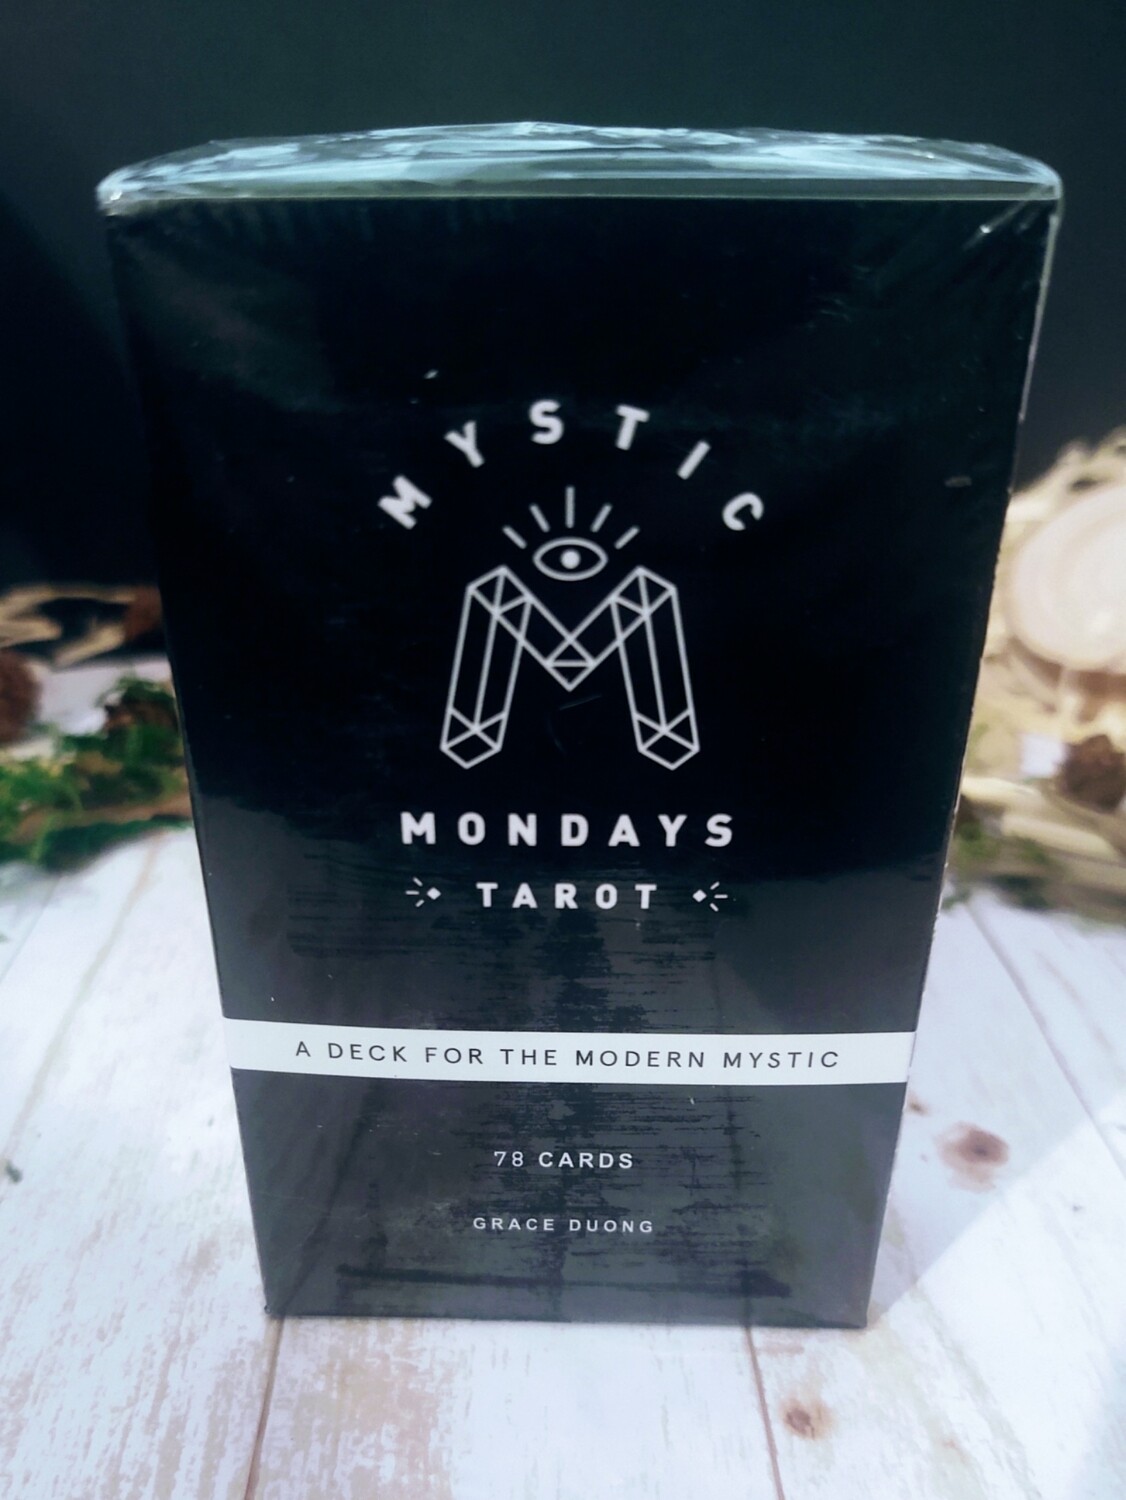 MYSTIC
MONDAYS
TAROT
A DECK FOR THE MODERN MYSTIC
78 CARDS
GRACE DUONG